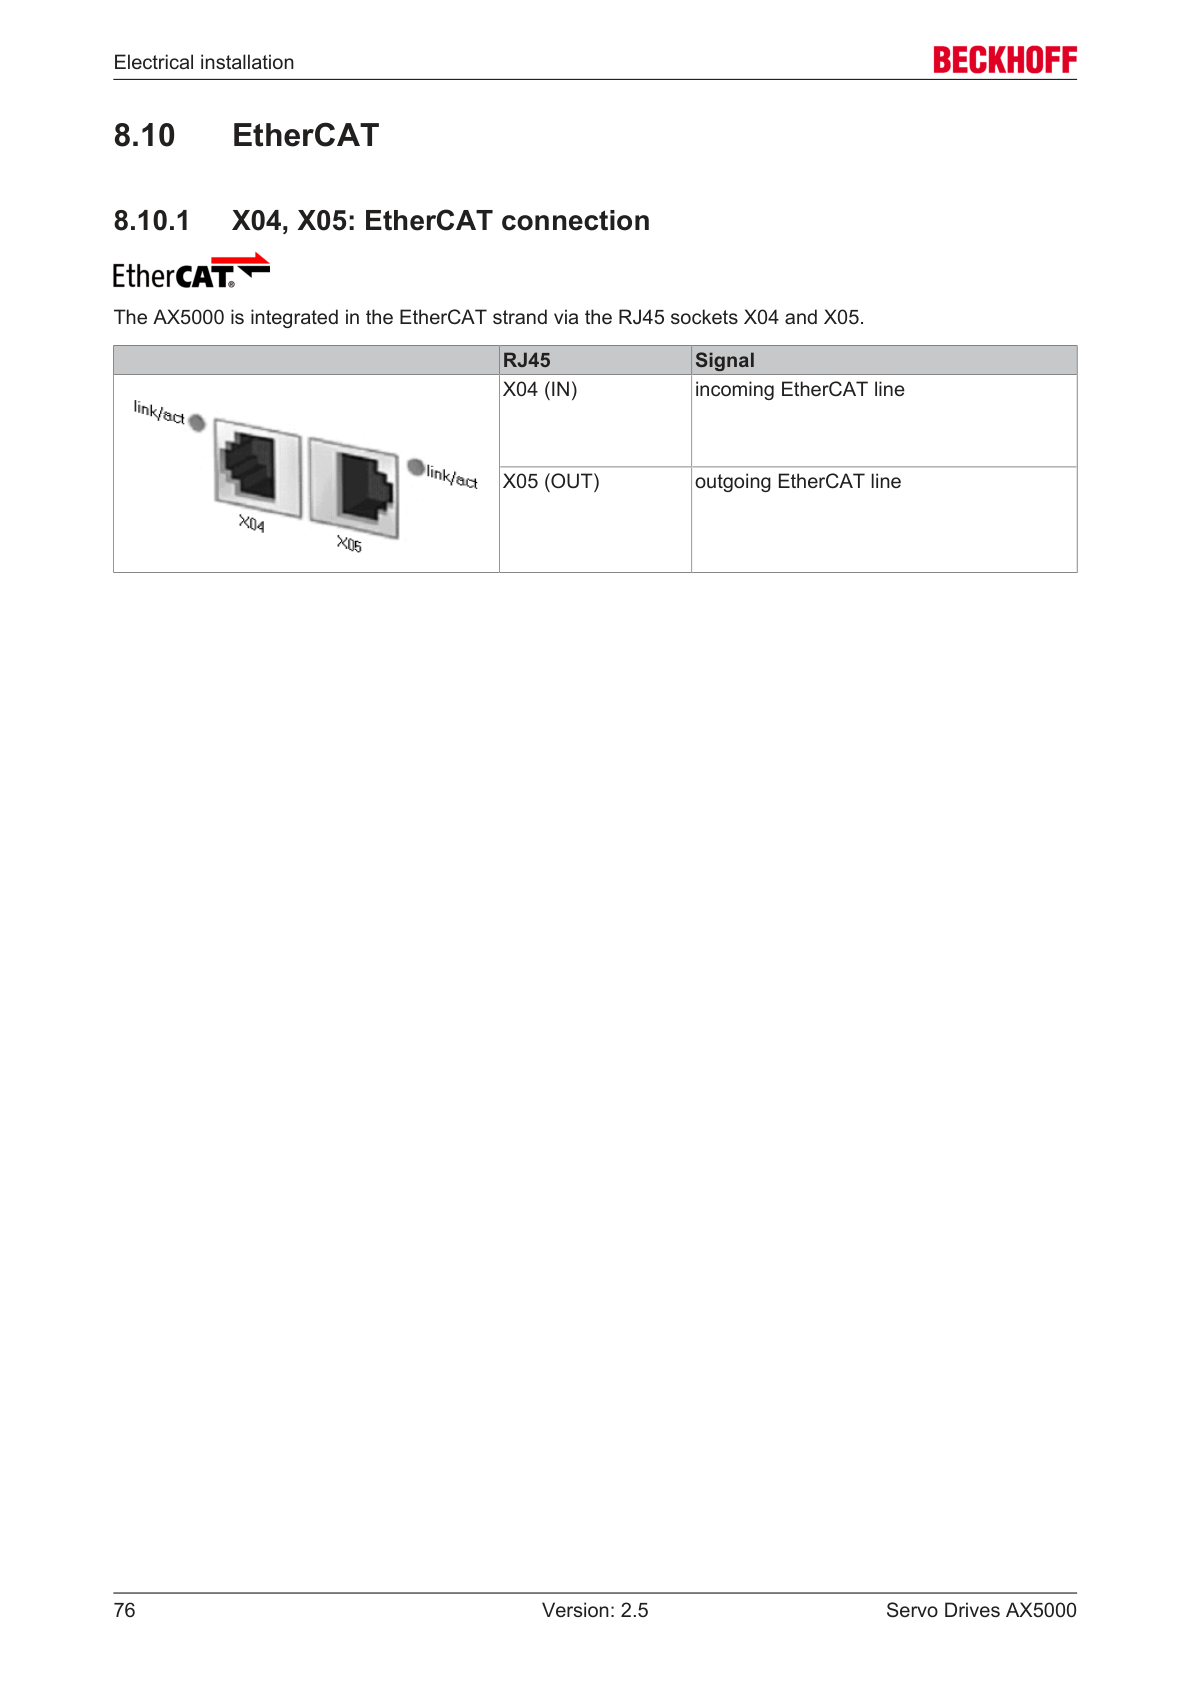 Electrical installation
BECKHOFF
8.10 EtherCAT
8.10.1 X04, X05: EtherCAT connection
EtherCAT®
The AX5000 is integrated in the EtherCAT strand via the RJ45 sockets X04 and X05.
RJ45 Signal
link/act
link/act
X04
X05
X04 (IN) incoming EtherCAT line
X05 (OUT) outgoing EtherCAT line
76 Version: 2.5 Servo Drives AX5000